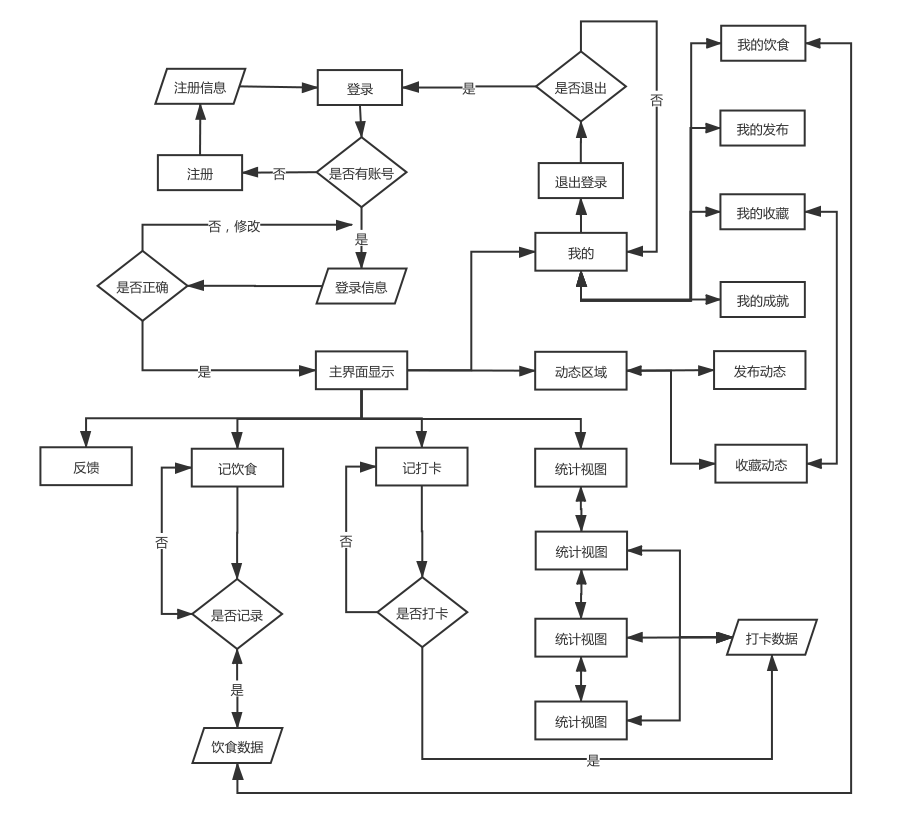 我的饮食
注册信息
登录
是
是否退出
否
我的发布
注册
否
是否有账号
退出登录
否，修改
是
我的
我的收藏
是否正确
登录信息
我的成就
是
主界面显示
动态区域
发布动态
反馈
记饮食
记打卡
统计视图
收藏动态
否
否
统计视图
是否记录
是否打卡
统计视图
打卡数据
是
统计视图
饮食数据
是